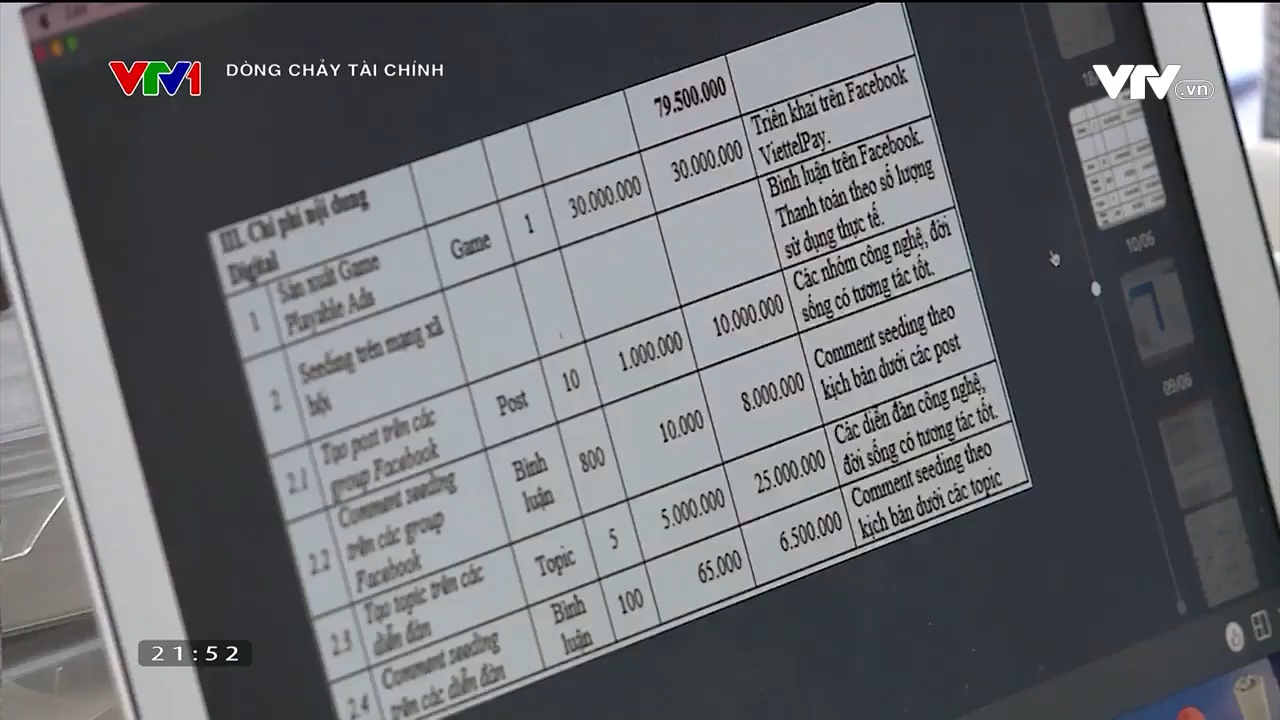 VTV1 DÒNG CHẢY TÀI CHÍNH
VTV.vn
79.500.000
III. Chi phí nội dung
Digital
1
Sản xuất Game
Playable Ads
Game
1
30.000.000
30.000.000
Triển khai trên Facebook
ViettelPay.
2
Seeding trên mạng xã
hội
Bình luận trên Facebook.
Thanh toán theo số lượng
sử dụng thực tế.
2.1
Tạo post trên các
group Facebook
Post
10
1.000.000
10.000.000
Các nhóm công nghệ, đời
sống có tương tác tốt.
2.2
Comment seeding
trên các group
Facebook
Bình
luận
800
10.000
8.000.000
Comment seeding theo
kịch bản dưới các post
2.3
Tạo topic trên các
diễn đàn
Topic
5
5.000.000
25.000.000
Các diễn đàn công nghệ,
đời sống có tương tác tốt.
2.4
Comment seeding
trên các diễn đàn
Bình
luận
100
65.000
6.500.000
Comment seeding theo
kịch bản dưới các topic
10/06
09/06
21:52